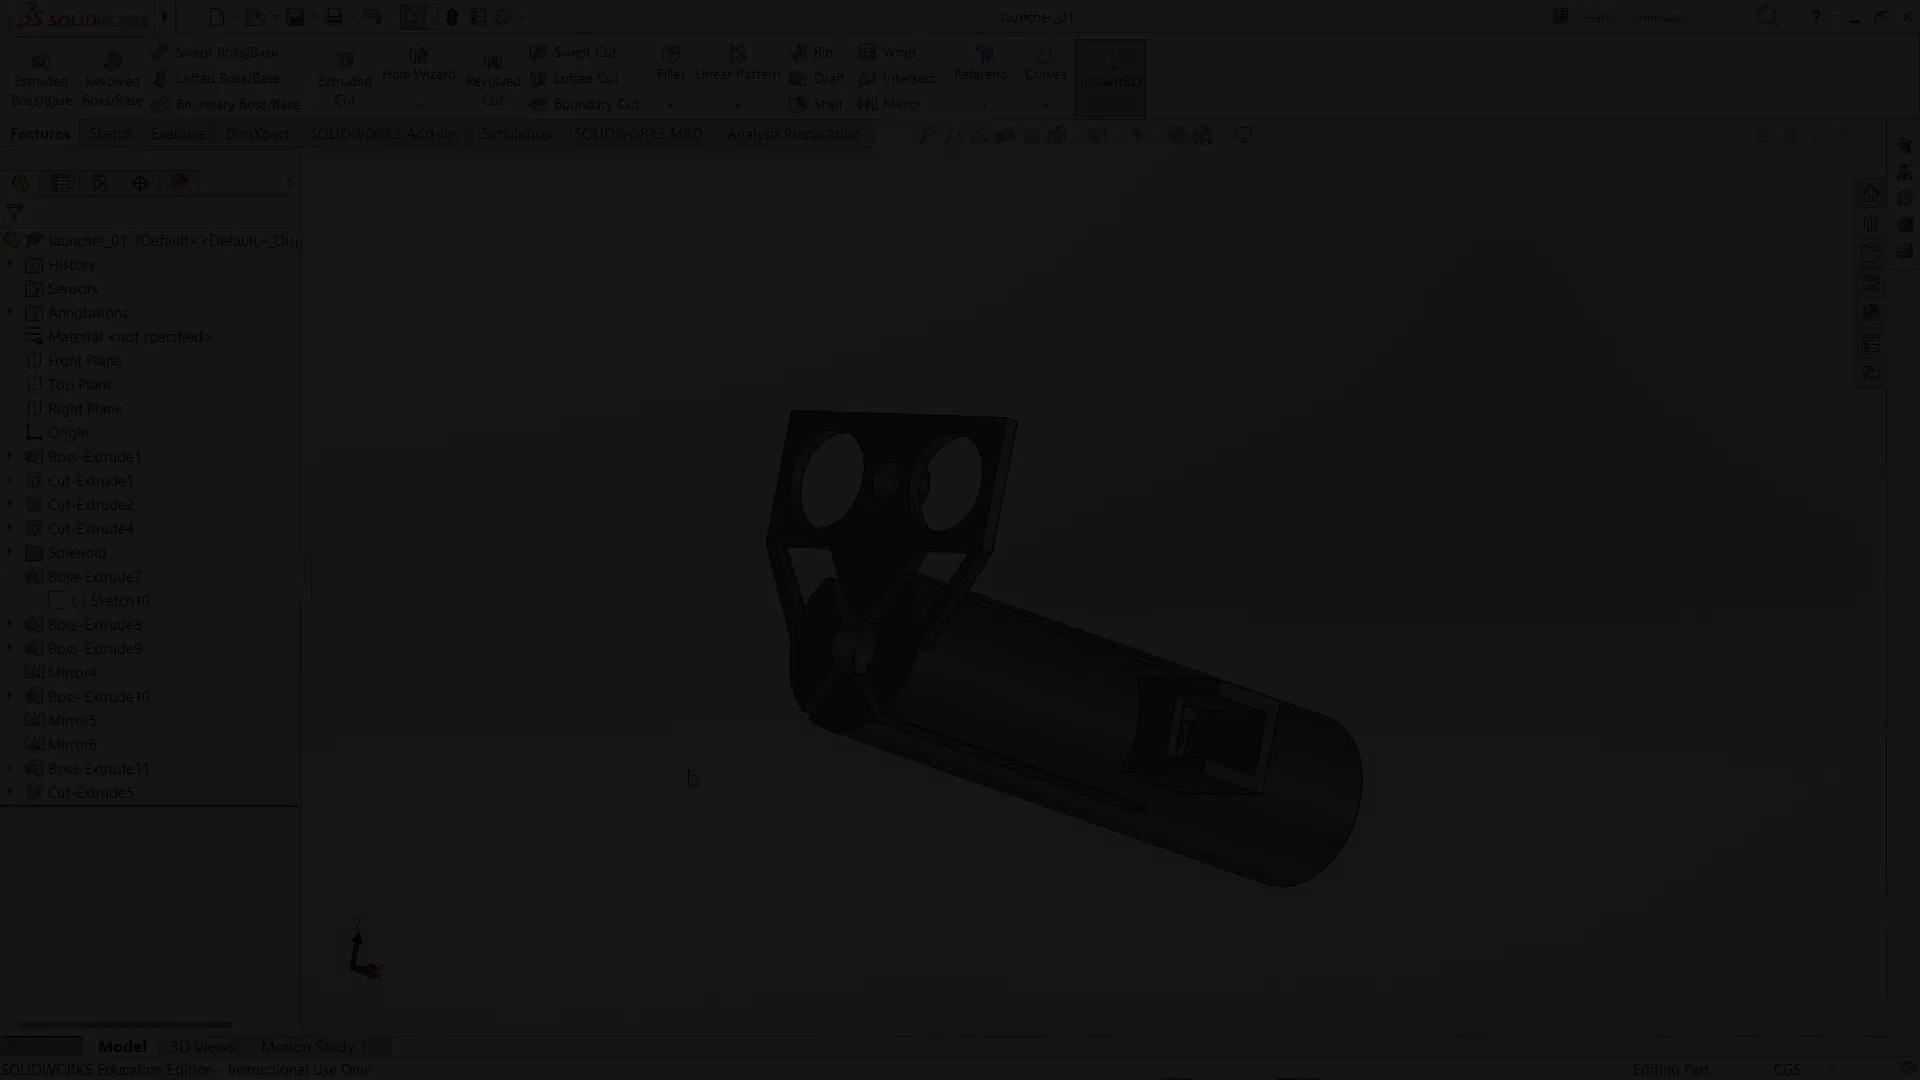 SOLIDWORKS
launcher_01
Search Commands
?
Extruded Boss/Base
Revolved Boss/Base
Swept Boss/Base
Lofted Boss/Base
Boundary Boss/Base
Extruded Cut
Hole Wizard
Revolved Cut
Swept Cut
Lofted Cut
Boundary Cut
Fillet
Linear Pattern
Rib
Draft
Shell
Wrap
Intersect
Mirror
Referenc...
Curves
Instant3D
Features
Sketch
Evaluate
DimXpert
SOLIDWORKS Add-Ins
Simulation
SOLIDWORKS MBD
Analysis Preparation
launcher_01 (Default<<Default>_Disp
History
Sensors
Annotations
Material <not specified>
Front Plane
Top Plane
Right Plane
Origin
Boss-Extrude1
Cut-Extrude1
Cut-Extrude2
Cut-Extrude4
Solenoid
Boss-Extrude7
(-) Sketch10
Boss-Extrude8
Boss-Extrude9
Mirror4
Boss-Extrude10
Mirror5
Mirror6
Boss-Extrude11
Cut-Extrude5
Z
Model
3D Views
Motion Study 1
SOLIDWORKS Education Edition - Instructional Use Only
Editing Part
CGS